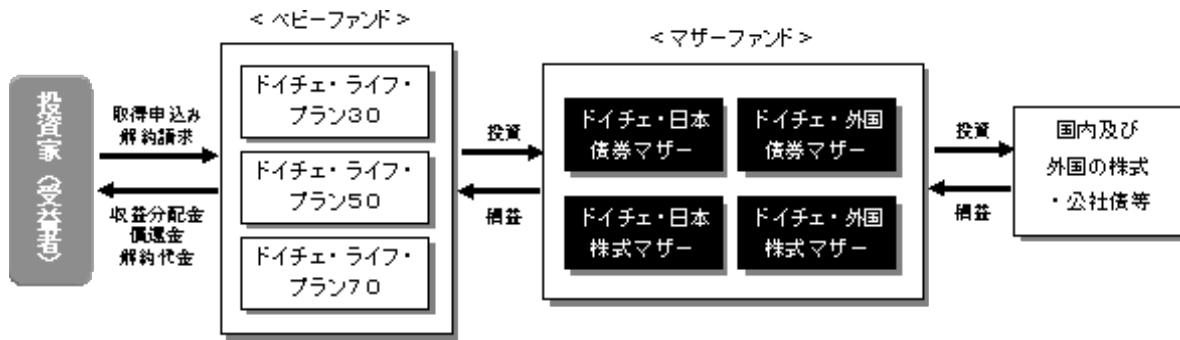 ＜ベビーファンド＞
＜マザーファンド＞
投資家（受益者）
取得申込み
解約請求
収益分配金
償還金
解約代金
ドイチェ・ライフ・
プラン３０
ドイチェ・ライフ・
プラン５０
ドイチェ・ライフ・
プラン７０
投資
損益
ドイチェ・日本
債券マザー
ドイチェ・外国
債券マザー
ドイチェ・日本
株式マザー
ドイチェ・外国
株式マザー
投資
損益
国内及び
外国の株式
・公社債等